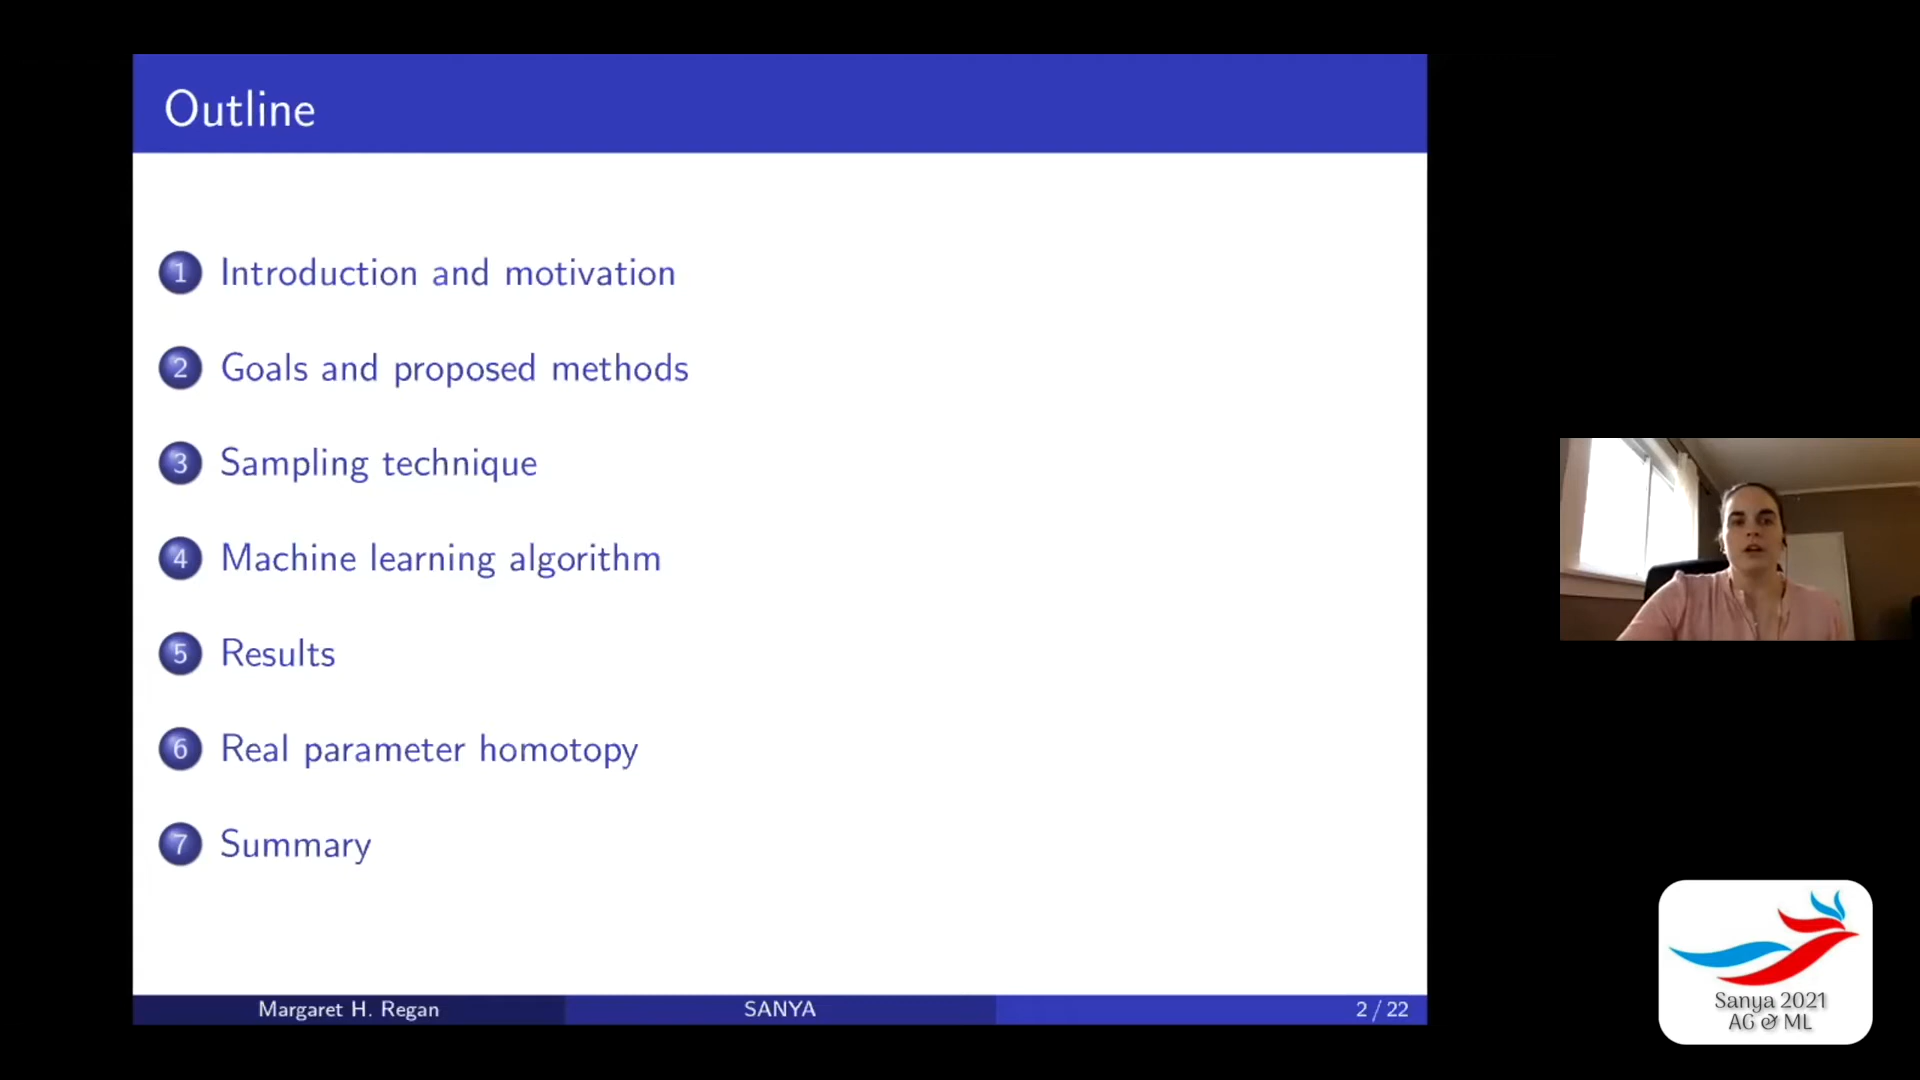 Outline
1 Introduction and motivation
2 Goals and proposed methods
3 Sampling technique
4 Machine learning algorithm
5 Results
6 Real parameter homotopy
7 Summary
Margaret H. Regan SANYA 2 / 22
Sanya 2021
AG & ML